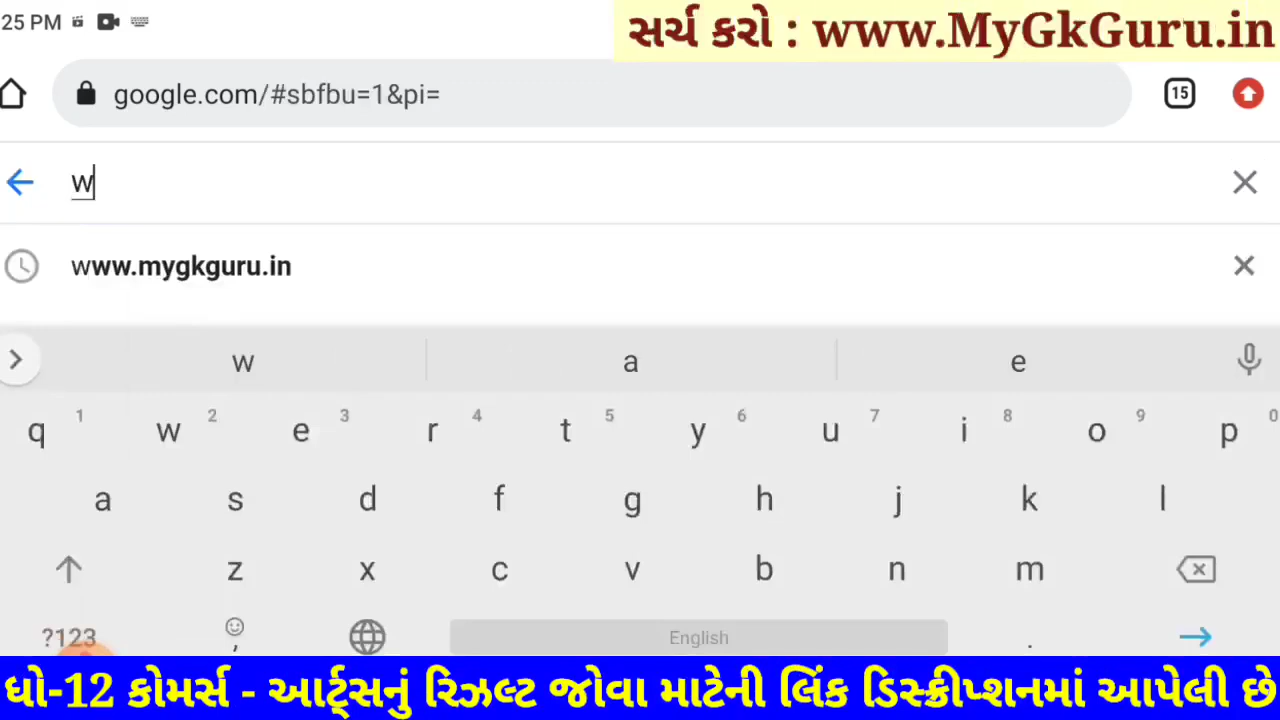 25 PM
સર્ચ કરો : www.MyGkGuru.in
google.com/#sbfbu=1&pi=
15
w
www.mygkguru.in
w a e
q 1 w 2 e 3 r 4 t 5 y 6 u 7 i 8 o 9 p 0
a s d f g h j k l
z x c v b n m
?123 , English .
ધો-12 કોમર્સ - આર્ટ્સનું રિઝલ્ટ જોવા માટેની લિંક ડિસ્ક્રીપ્શનમાં આપેલી છે